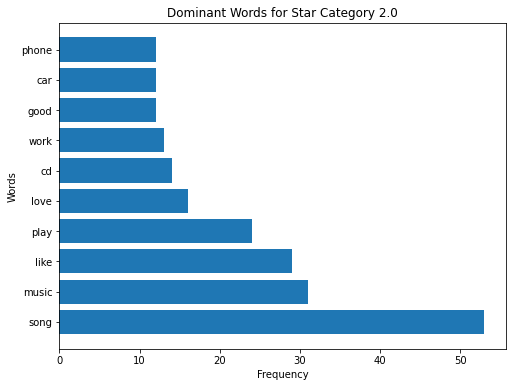 Dominant Words for Star Category 2.0
phone
car
good
work
cd
love
play
like
music
song
Words
0 10 20 30 40 50
Frequency